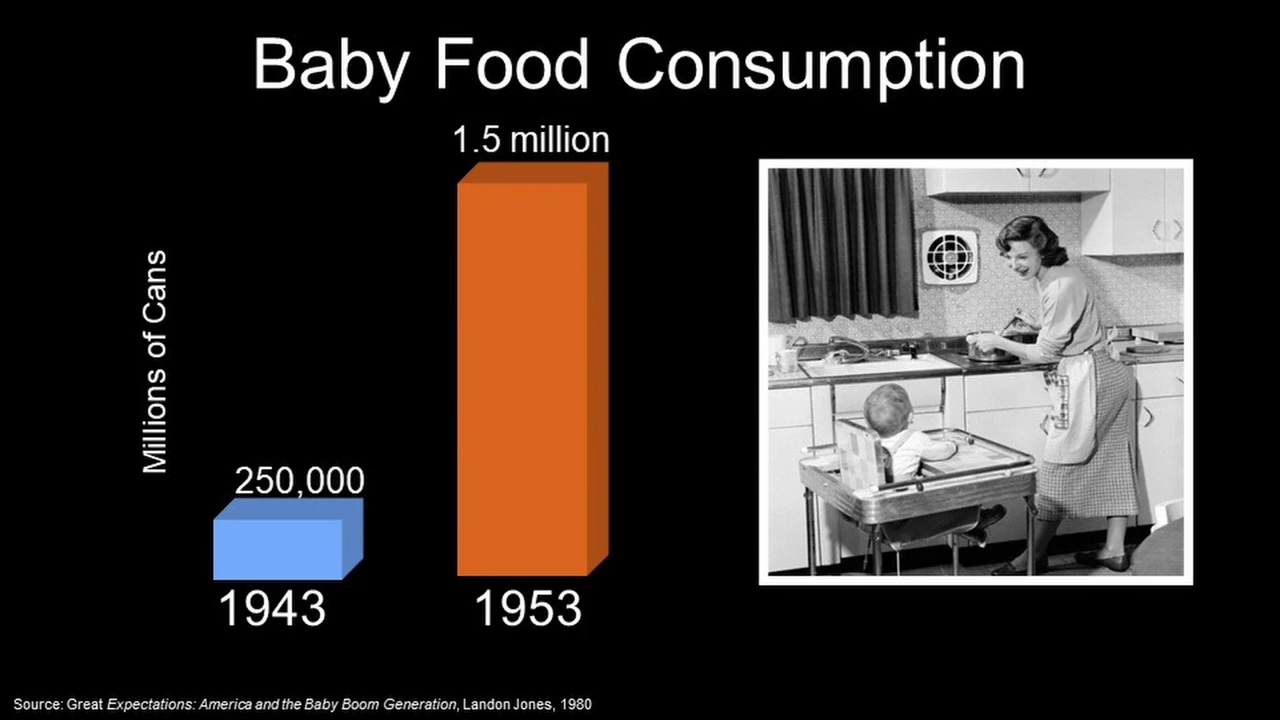 Baby Food Consumption
1.5 million
Millions of Cans
250,000
1943
1953
Source: Great Expectations: America and the Baby Boom Generation, Landon Jones, 1980